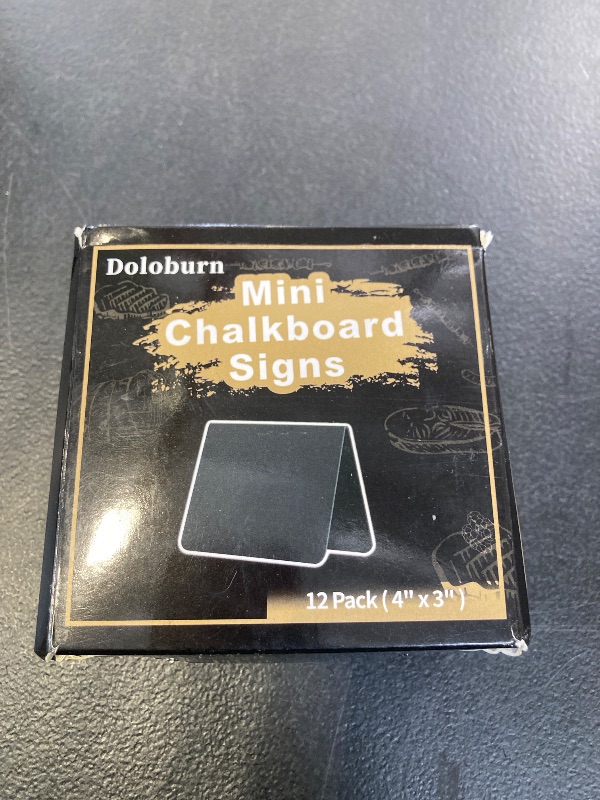 Doloburn
Mini
Chalkboard
Signs
12 Pack ( 4" x 3" )